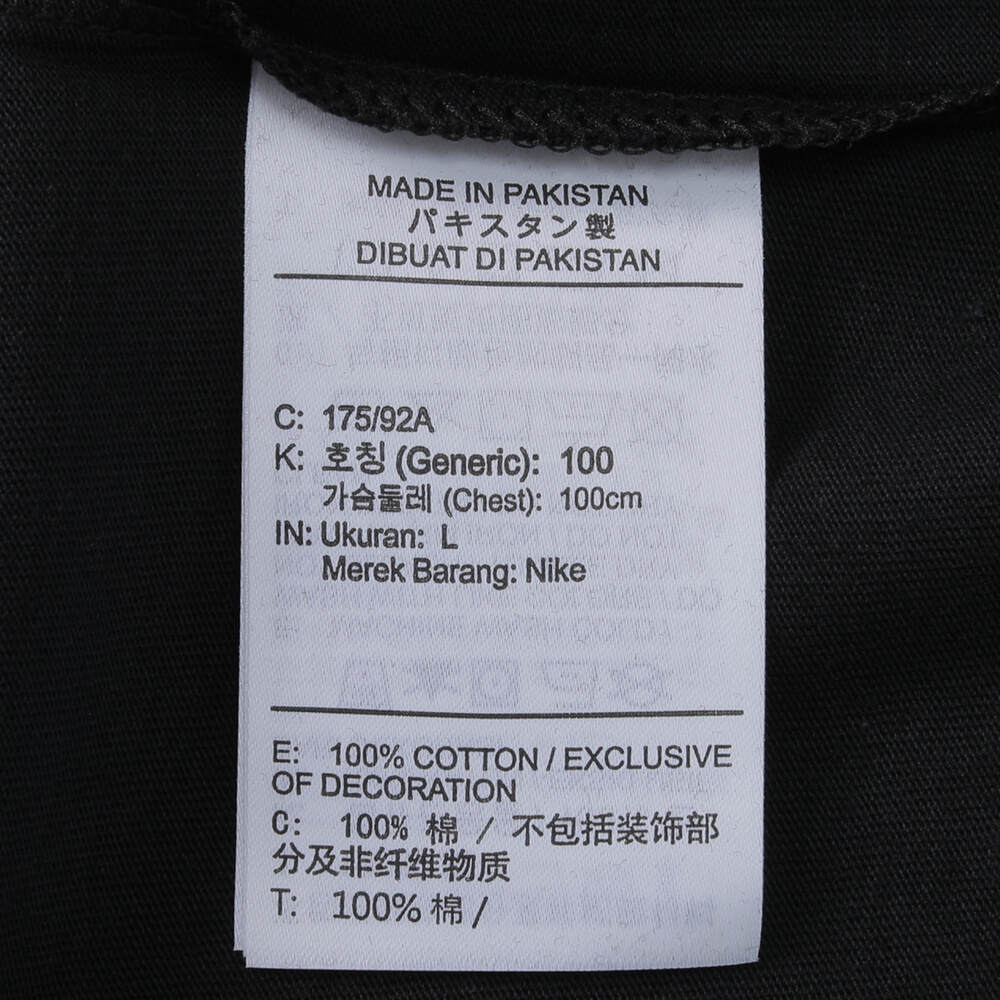 MADE IN PAKISTAN
パキスタン製
DIBUAT DI PAKISTAN
C: 175/92A
K: 호칭 (Generic): 100
가슴둘레 (Chest): 100cm
IN: Ukuran: L
Merek Barang: Nike
E: 100% COTTON / EXCLUSIVE
OF DECORATION
C: 100% 棉 / 不包括装饰部
分及非纤维物质
T: 100% 棉 /